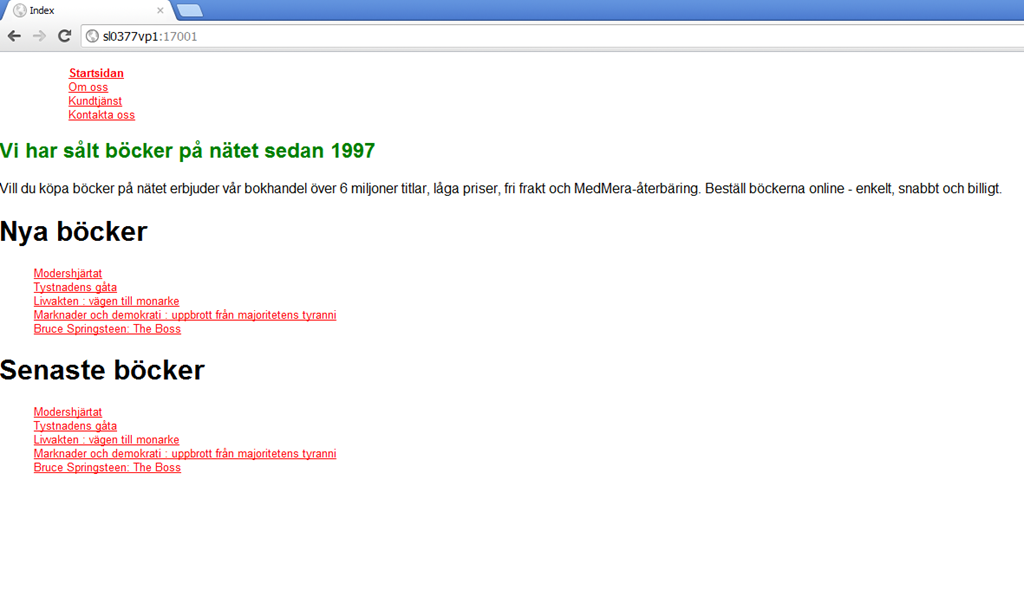 Index
sl0377vp1:17001
Startsidan
Om oss
Kundtjänst
Kontakta oss
Vi har sålt böcker på nätet sedan 1997
Vill du köpa böcker på nätet erbjuder vår bokhandel över 6 miljoner titlar, låga priser, fri frakt och MedMera-återbäring. Beställ böckerna online - enkelt, snabbt och billigt.
Nya böcker
Modershjärtat
Tystnadens gåta
Livvakten : vägen till monarke
Marknader och demokrati : uppbrott från majoritetens tyranni
Bruce Springsteen: The Boss
Senaste böcker
Modershjärtat
Tystnadens gåta
Livvakten : vägen till monarke
Marknader och demokrati : uppbrott från majoritetens tyranni
Bruce Springsteen: The Boss